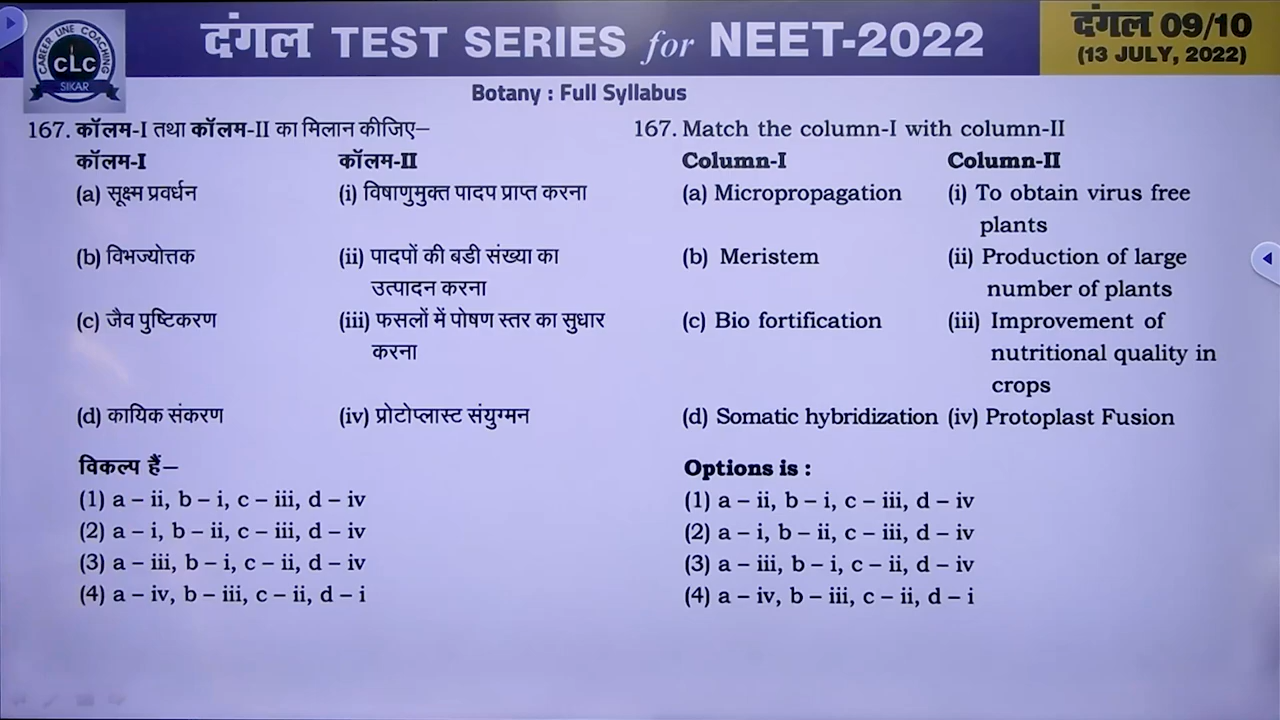 CAREER LINE COACHING
CLC
SIKAR
दंगल TEST SERIES for NEET-2022
दंगल 09/10
(13 JULY, 2022)
Botany : Full Syllabus
167. कॉलम-I तथा कॉलम-II का मिलान कीजिए–
कॉलम-I कॉलम-II
(a) सूक्ष्म प्रवर्धन (i) विषाणुमुक्त पादप प्राप्त करना
(b) विभज्योत्तक (ii) पादपों की बडी संख्या का
उत्पादन करना
(c) जैव पुष्टिकरण (iii) फसलों में पोषण स्तर का सुधार
करना
(d) कायिक संकरण (iv) प्रोटोप्लास्ट संयुग्मन
विकल्प हैं–
(1) a – ii, b – i, c – iii, d – iv
(2) a – i, b – ii, c – iii, d – iv
(3) a – iii, b – i, c – ii, d – iv
(4) a – iv, b – iii, c – ii, d – i
167. Match the column-I with column-II
Column-I Column-II
(a) Micropropagation (i) To obtain virus free
plants
(b) Meristem (ii) Production of large
number of plants
(c) Bio fortification (iii) Improvement of
nutritional quality in
crops
(d) Somatic hybridization (iv) Protoplast Fusion
Options is :
(1) a – ii, b – i, c – iii, d – iv
(2) a – i, b – ii, c – iii, d – iv
(3) a – iii, b – i, c – ii, d – iv
(4) a – iv, b – iii, c – ii, d – i